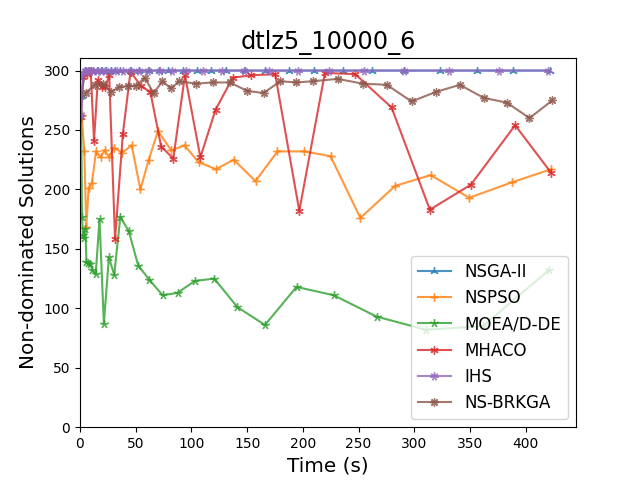 dtlz5_10000_6
Non-dominated Solutions
300
250
200
150
100
50
0
NSGA-II
NSPSO
MOEA/D-DE
MHACO
IHS
NS-BRKGA
0 50 100 150 200 250 300 350 400
Time (s)